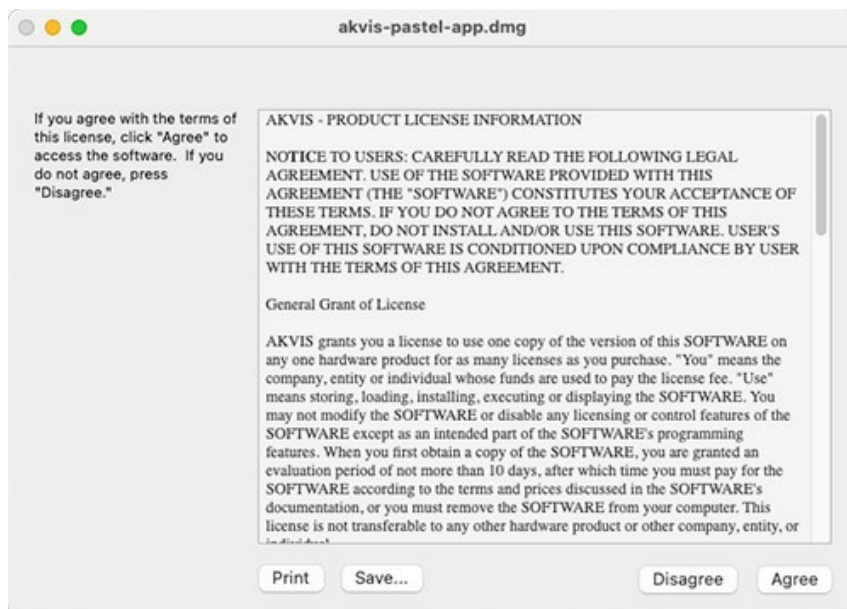 akvis-pastel-app.dmg
If you agree with the terms of
this license, click "Agree" to
access the software.  If you
do not agree, press
"Disagree."
AKVIS - PRODUCT LICENSE INFORMATION
NOTICE TO USERS: CAREFULLY READ THE FOLLOWING LEGAL
AGREEMENT. USE OF THE SOFTWARE PROVIDED WITH THIS
AGREEMENT (THE "SOFTWARE") CONSTITUTES YOUR ACCEPTANCE OF
THESE TERMS. IF YOU DO NOT AGREE TO THE TERMS OF THIS
AGREEMENT, DO NOT INSTALL AND/OR USE THIS SOFTWARE. USER'S
USE OF THIS SOFTWARE IS CONDITIONED UPON COMPLIANCE BY USER
WITH THE TERMS OF THIS AGREEMENT.
General Grant of License
AKVIS grants you a license to use one copy of the version of this SOFTWARE on
any one hardware product for as many licenses as you purchase. "You" means the
company, entity or individual whose funds are used to pay the license fee. "Use"
means storing, loading, installing, executing or displaying the SOFTWARE. You
may not modify the SOFTWARE or disable any licensing or control features of the
SOFTWARE except as an intended part of the SOFTWARE's programming
features. When you first obtain a copy of the SOFTWARE, you are granted an
evaluation period of not more than 10 days, after which time you must pay for the
SOFTWARE according to the terms and prices discussed in the SOFTWARE's
documentation, or you must remove the SOFTWARE from your computer. This
license is not transferable to any other hardware product or other company, entity, or
Print
Save...
Disagree
Agree